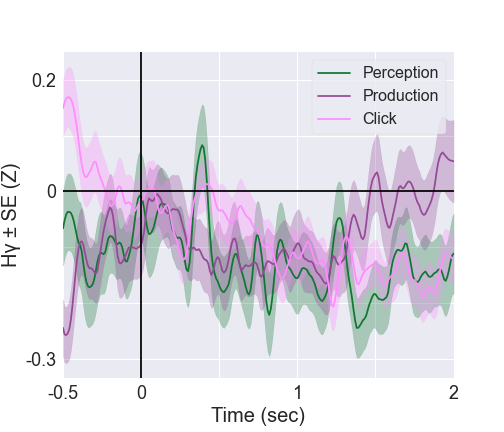 Perception
Production
Click
0.2
0
-0.3
Hγ ± SE (Z)
-0.5
0
1
2
Time (sec)